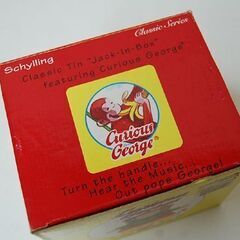 Schylling
Classic Series
Classic Tin "Jack-In-Box"
featuring Curious George®
Curious
George®
Turn the handle...
Hear the Music...
Out pops George!